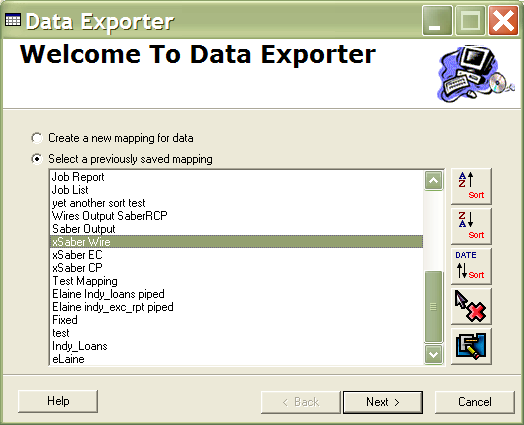 Data Exporter
Welcome To Data Exporter
Create a new mapping for data
Select a previously saved mapping
Job Report
Job List
yet another sort test
Wires Output SaberRCP
Saber Output
xSaber Wire
xSaber EC
xSaber CP
Test Mapping
Elaine Indy_loans piped
Elaine indy_exc_rpt piped
Fixed
test
Indy_Loans
eLaine
A
Z
Sort
Z
A
Sort
DATE
Sort
Help
< Back
Next >
Cancel